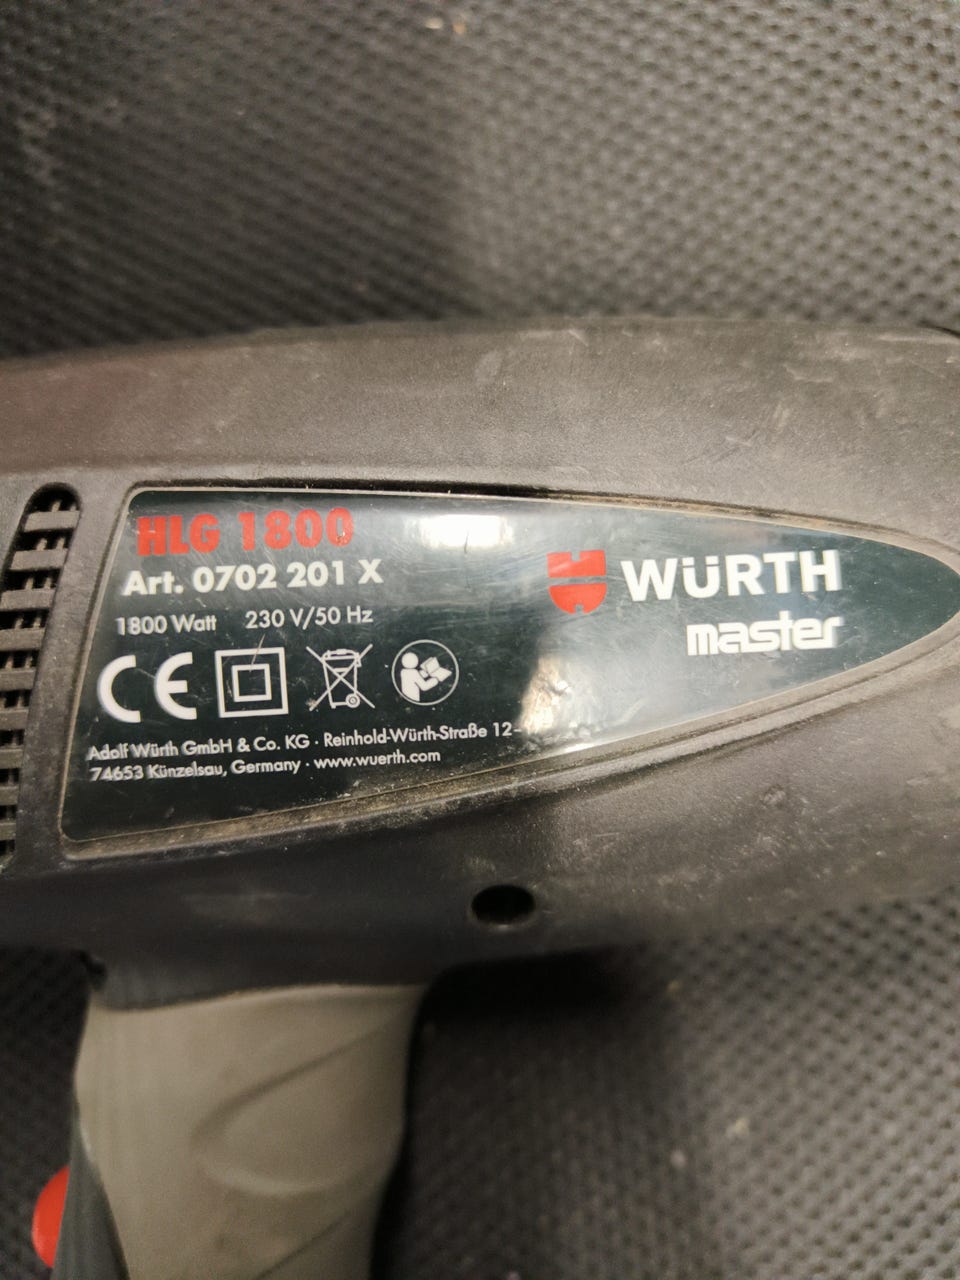 HLG 1800
Art. 0702 201 X
1800 Watt 230 V/50 Hz
CE
Adolf Würth GmbH & Co. KG · Reinhold-Würth-Straße 12-
74653 Künzelsau, Germany · www.wuerth.com
WÜRTH
master